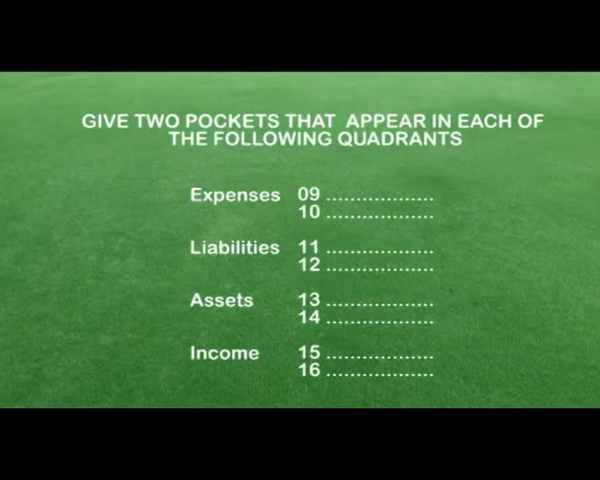 GIVE TWO POCKETS THAT APPEAR IN EACH OF
THE FOLLOWING QUADRANTS
Expenses 09 ..................
10 ..................
Liabilities 11 ..................
12 ..................
Assets 13 ..................
14 ..................
Income 15 ..................
16 ..................